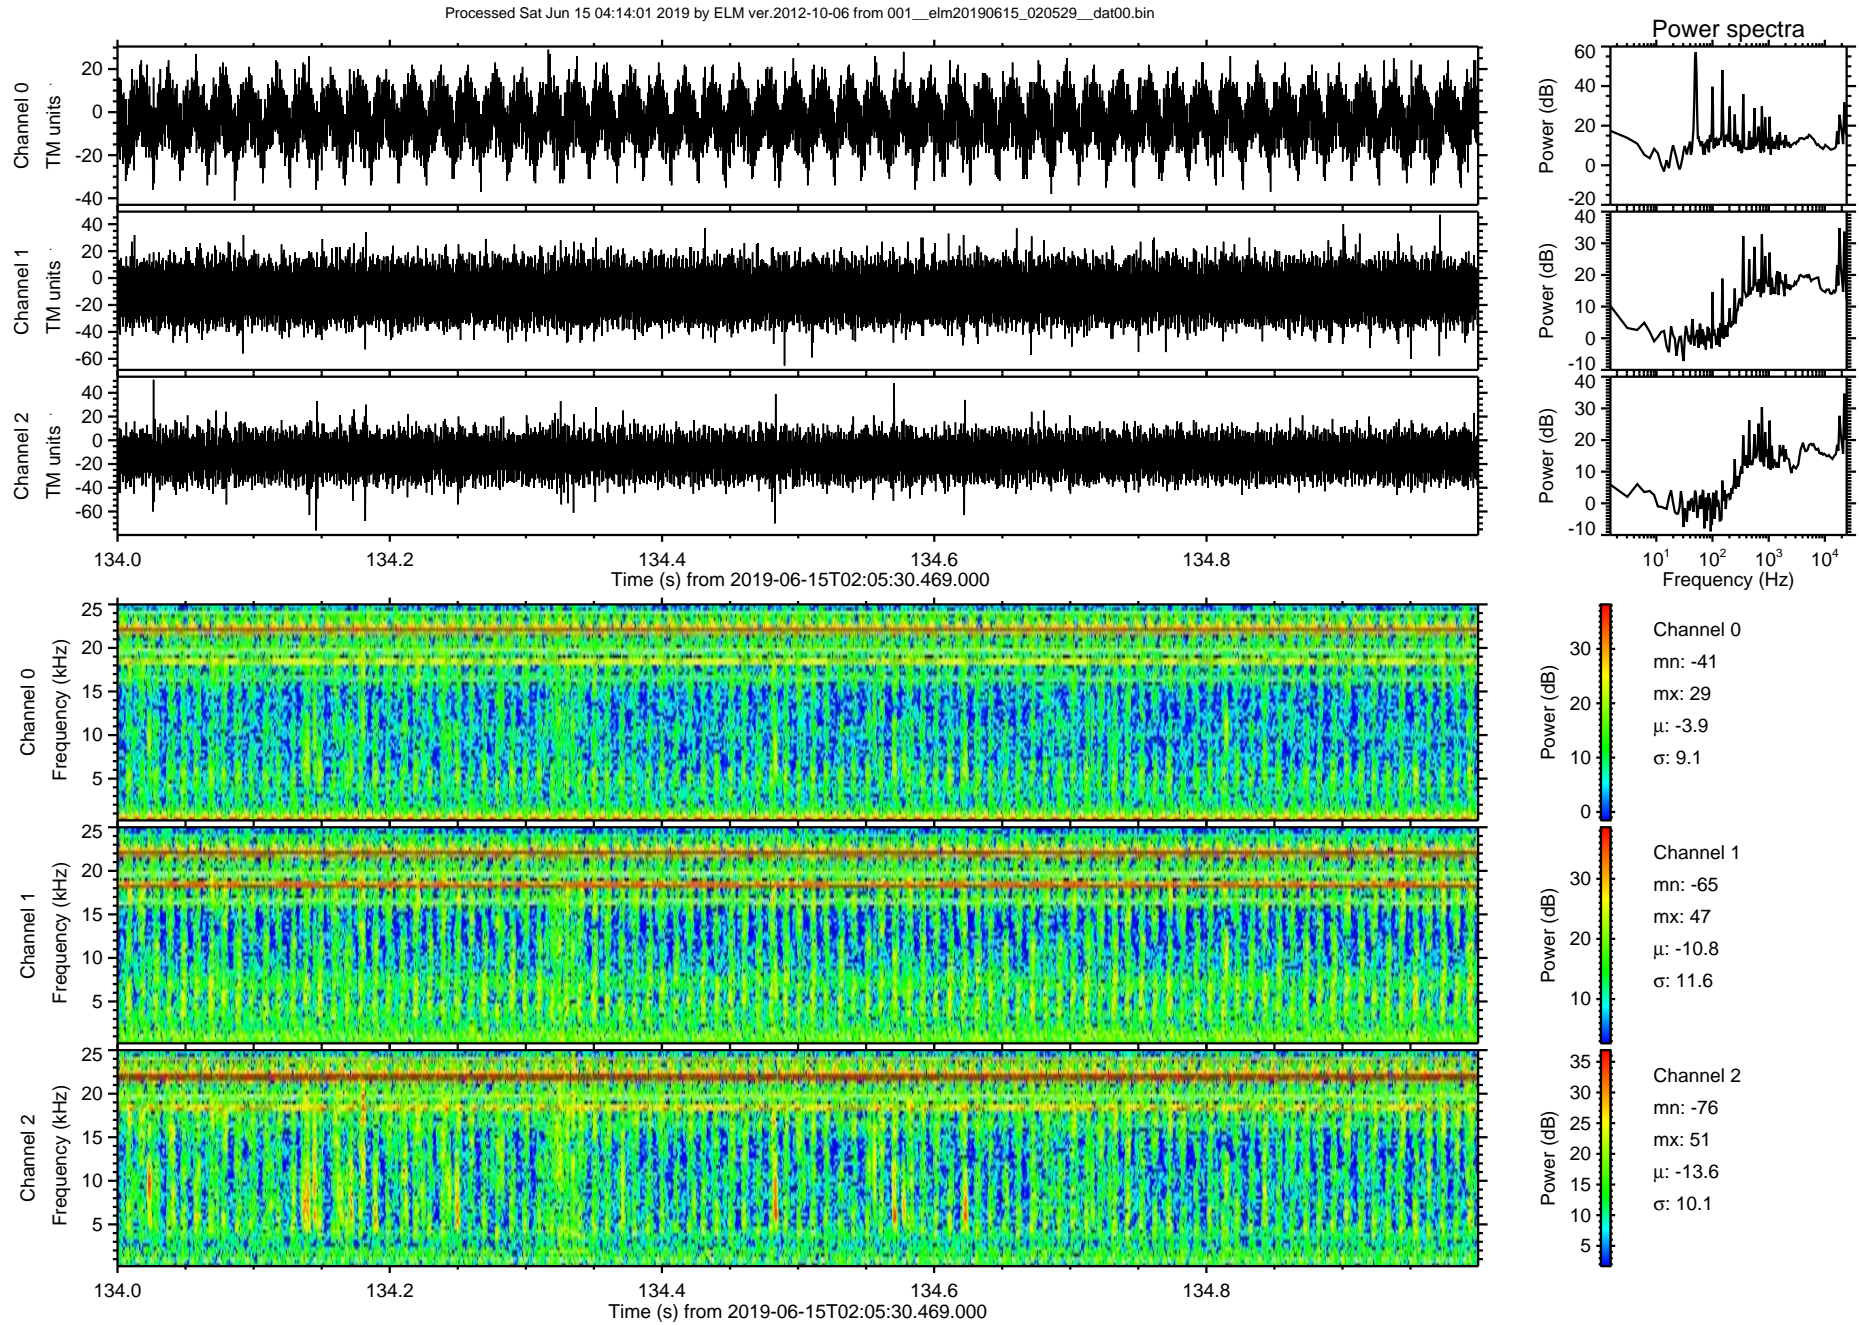 Processed Sat Jun 15 04:14:01 2019 by ELM ver.2012-10-06 from 001__elm20190615_020529__dat00.bin
Power spectra
Channel 0
TM units
20
0
-20
-40
Power (dB)
60
40
20
0
-20
Channel 1
TM units
40
20
0
-20
-40
-60
Power (dB)
40
30
20
10
0
-10
Channel 2
TM units
40
20
0
-20
-40
-60
Power (dB)
40
30
20
10
0
-10
134.0 134.2 134.4 134.6 134.8
Time (s) from 2019-06-15T02:05:30.469.000
10^1 10^2 10^3 10^4
Frequency (Hz)
Channel 0
Frequency (kHz)
25
20
15
10
5
Power (dB)
30
20
10
0
Channel 0
mn: -41
mx: 29
µ: -3.9
σ: 9.1
Channel 1
Frequency (kHz)
25
20
15
10
5
Power (dB)
30
20
10
Channel 1
mn: -65
mx: 47
µ: -10.8
σ: 11.6
Channel 2
Frequency (kHz)
25
20
15
10
5
Power (dB)
35
30
25
20
15
10
5
Channel 2
mn: -76
mx: 51
µ: -13.6
σ: 10.1
134.0 134.2 134.4 134.6 134.8
Time (s) from 2019-06-15T02:05:30.469.000